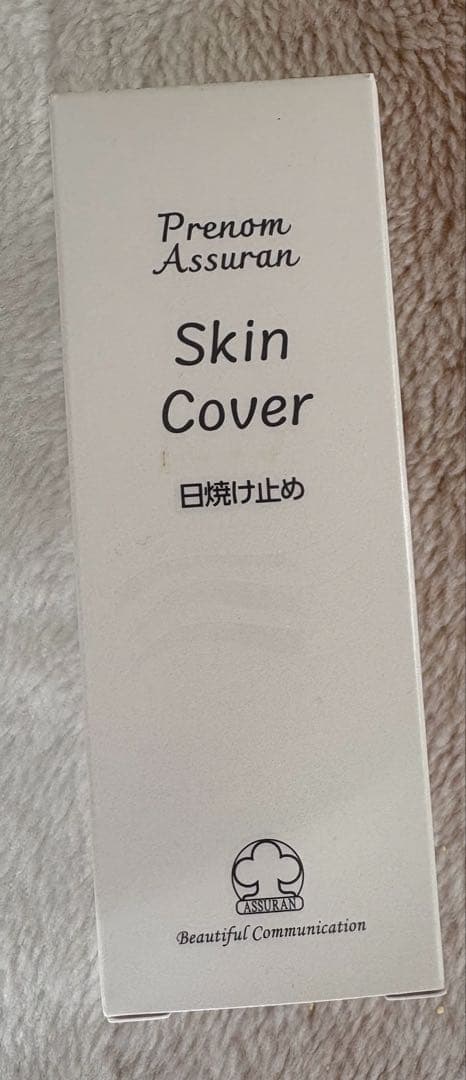 Prenom
Assuran
Skin
Cover
日焼け止め
ASSURAN
Beautiful Communication